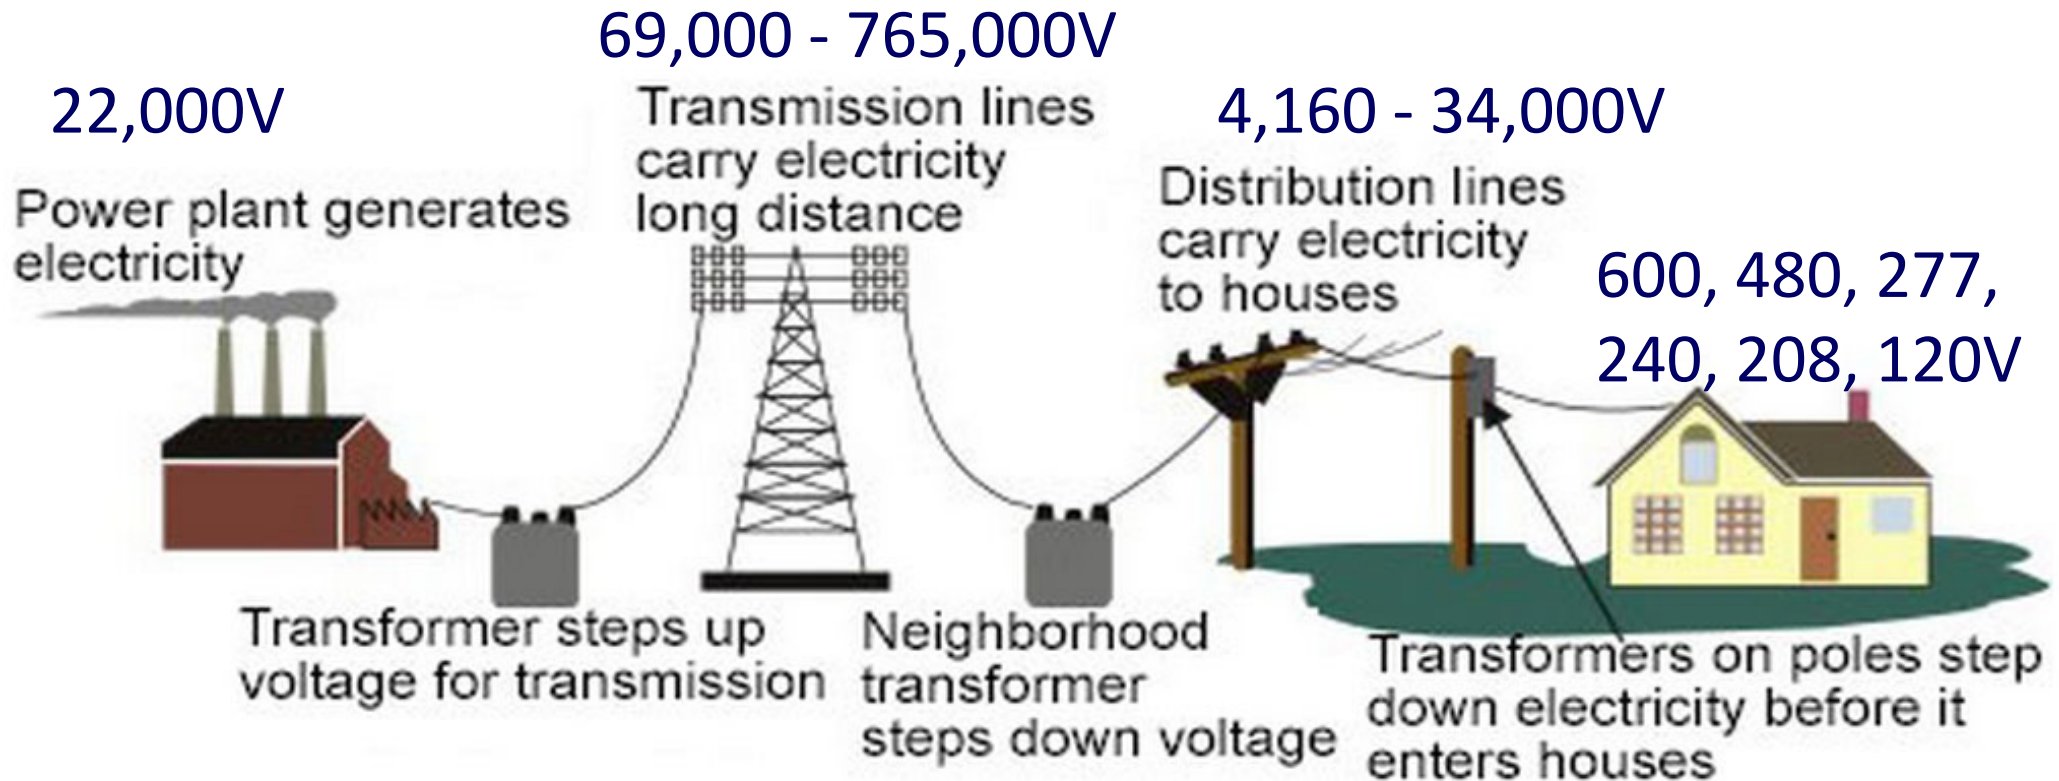 69,000 - 765,000V
22,000V
Transmission lines
carry electricity
long distance
4,160 - 34,000V
Power plant generates
electricity
Distribution lines
carry electricity
to houses
600, 480, 277,
240, 208, 120V
Transformer steps up
voltage for transmission
Neighborhood
transformer
steps down voltage
Transformers on poles step
down electricity before it
enters houses